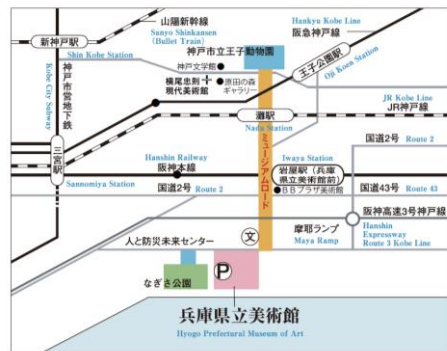 山陽新幹線
Sanyo Shinkansen
(Bullet Train)
Hankyu Kobe Line
阪急神戸線
新神戸駅
Shin Kobe Station
神戸市立王子動物園
王子公園駅
Oji Koen Station
神戸文学館
横尾忠則
現代美術館
原田の森
ギャラリー
神戸市営地下鉄
Kobe City Subway
JR Kobe Line
JR神戸線
灘駅
Nada Station
三宮駅
Sannomiya Station
Hanshin Railway
阪神本線
ミュージアムロード
Iwaya Station
岩屋駅(兵庫
県立美術館前)
BBプラザ美術館
国道2号 Route 2
国道2号
Route 2
国道43号 Route 43
阪神高速3号神戸線
Hanshin
Expressway
Route 3 Kobe Line
摩耶ランプ
Maya Ramp
人と防災未来センター
文
なぎさ公園
P
兵庫県立美術館
Hyogo Prefectural Museum of Art